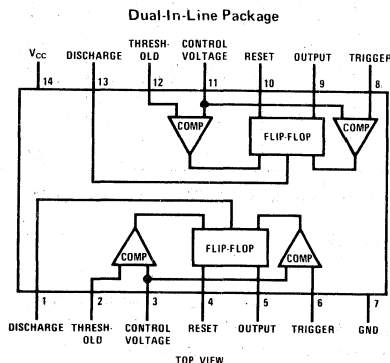 Dual-In-Line Package
VCC DISCHARGE THRESH-OLD CONTROL VOLTAGE RESET OUTPUT TRIGGER
14 13 12 11 10 9 8
COMP FLIP-FLOP COMP
COMP FLIP-FLOP COMP
1 2 3 4 5 6 7
DISCHARGE THRESH-OLD CONTROL VOLTAGE RESET OUTPUT TRIGGER GND
TOP VIEW